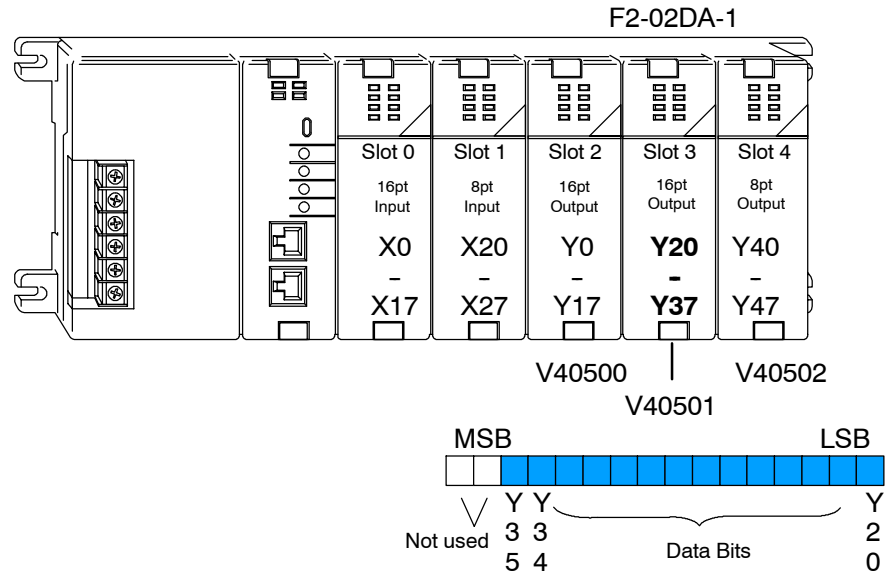 F2-02DA-1
Slot 0 Slot 1 Slot 2 Slot 3 Slot 4
16pt 8pt 16pt 16pt 8pt
Input Input Output Output Output
X0 X20 Y0 Y20 Y40
- - - - -
X17 X27 Y17 Y37 Y47
V40500 V40502
V40501
MSB LSB
Y Y Y
Not used 3 3 Data Bits 2
5 4 0